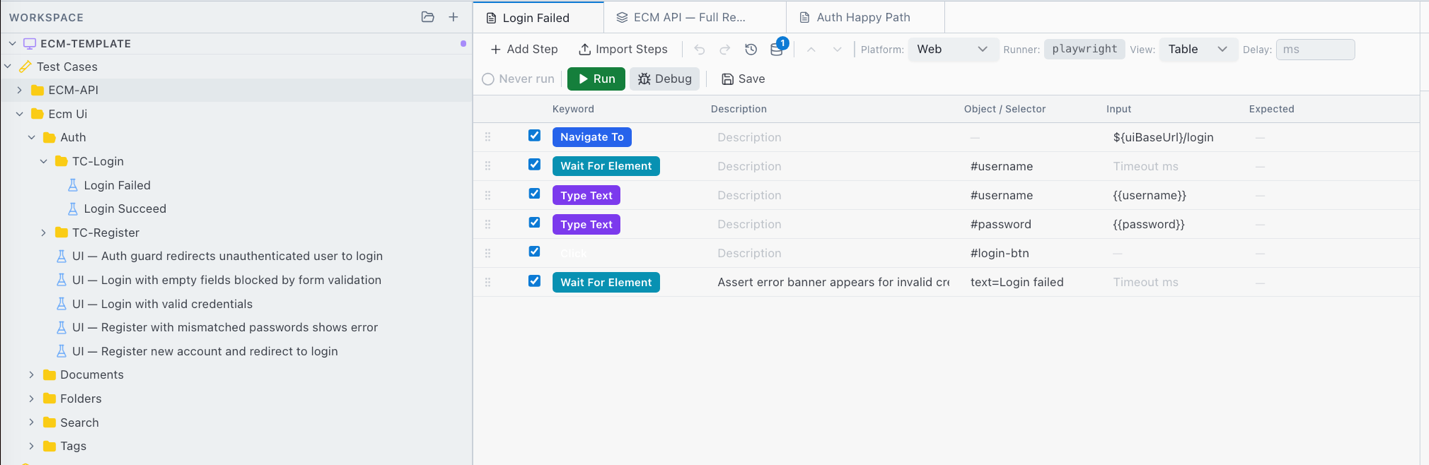 WORKSPACE
ECM-TEMPLATE
Test Cases
ECM-API
Ecm Ui
Auth
TC-Login
Login Failed
Login Succeed
TC-Register
UI — Auth guard redirects unauthenticated user to login
UI — Login with empty fields blocked by form validation
UI — Login with valid credentials
UI — Register with mismatched passwords shows error
UI — Register new account and redirect to login
Documents
Folders
Search
Tags
Login Failed ECM API — Full Re... Auth Happy Path
Add Step Import Steps 1 Platform: Web Runner: playwright View: Table Delay: ms
Never run Run Debug Save
Keyword Description Object / Selector Input Expected
Navigate To Description — ${uiBaseUrl}/login —
Wait For Element Description #username Timeout ms —
Type Text Description #username {{username}} —
Type Text Description #password {{password}} —
Click Description #login-btn — —
Wait For Element Assert error banner appears for invalid cre text=Login failed Timeout ms —